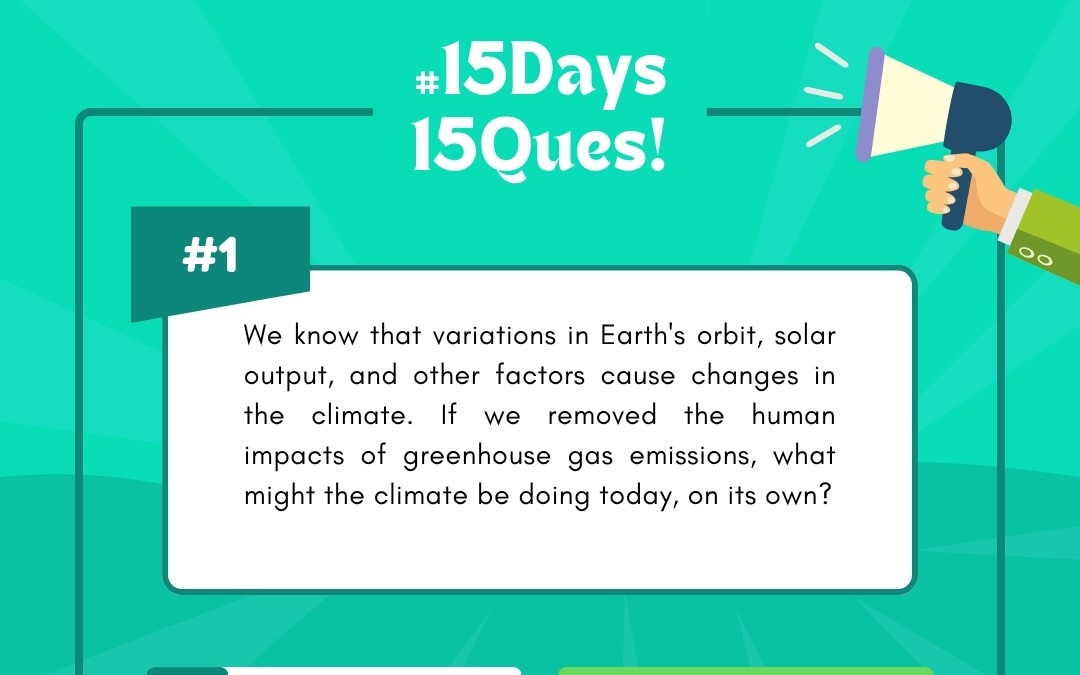 #15Days
15Ques!
#1
We know that variations in Earth's orbit, solar
output, and other factors cause changes in
the climate. If we removed the human
impacts of greenhouse gas emissions, what
might the climate be doing today, on its own?